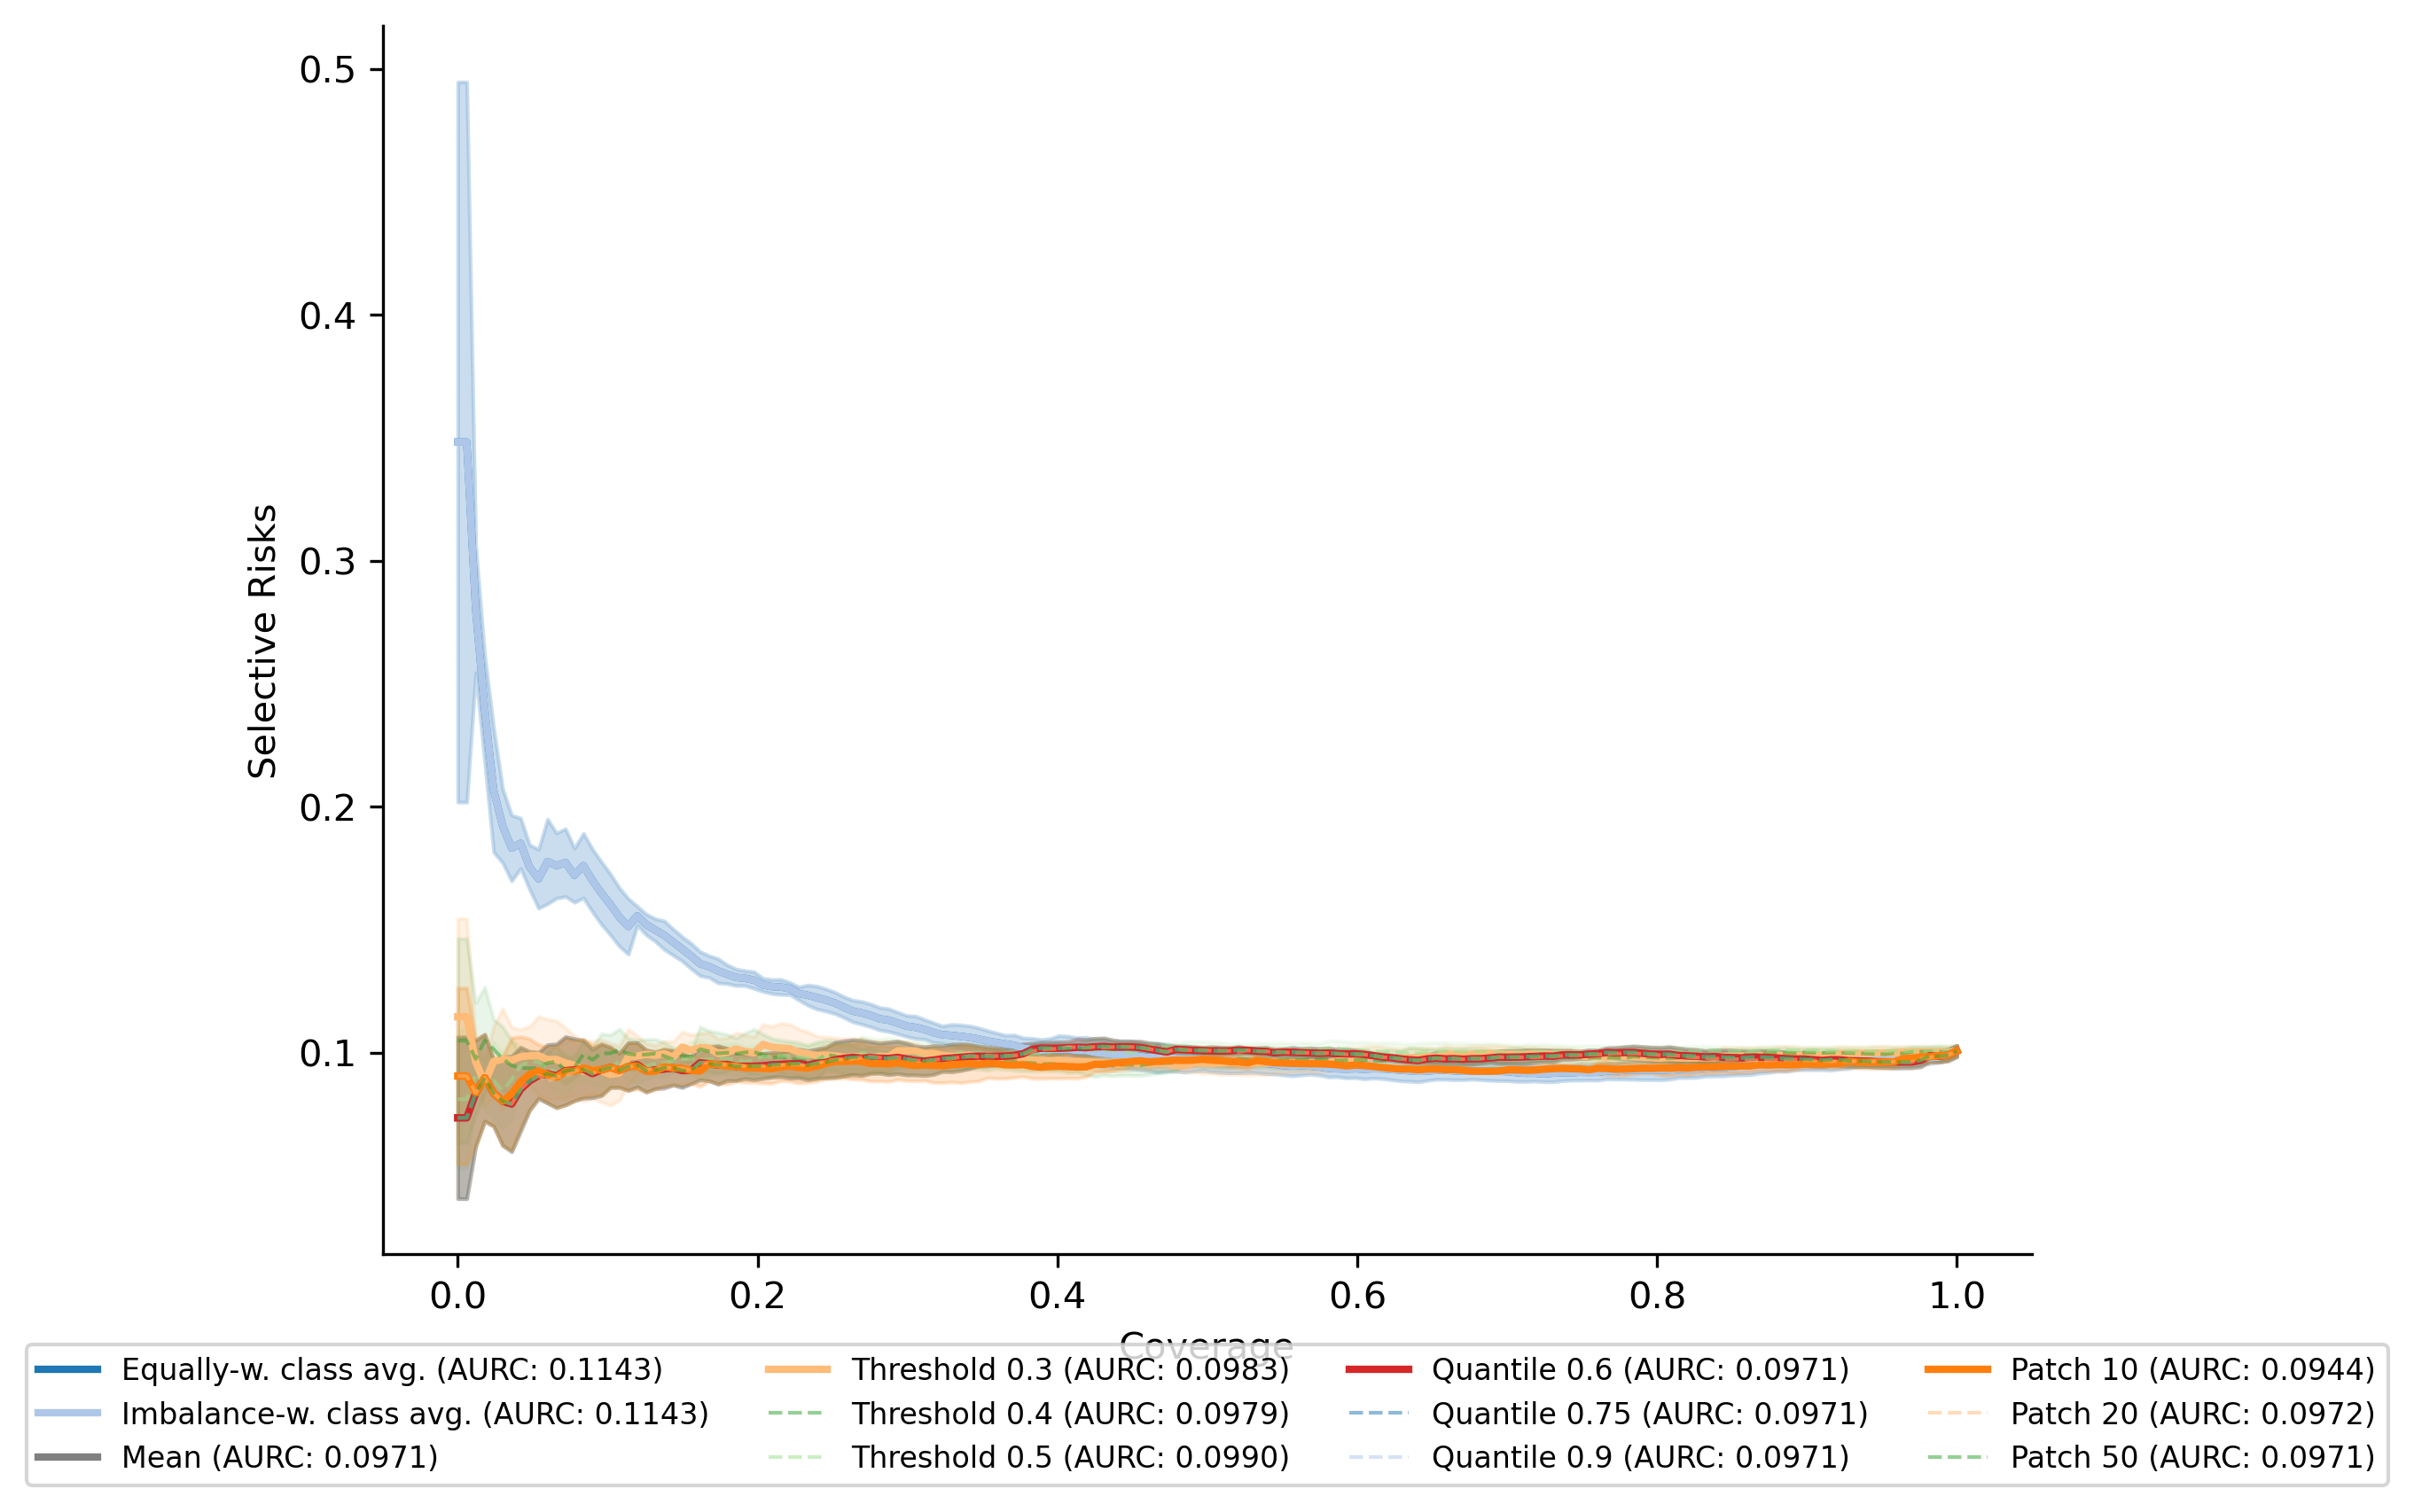 0.5
0.4
0.3
0.2
0.1
Selective Risks
0.0 0.2 0.4 0.6 0.8 1.0
Coverage
Equally-w. class avg. (AURC: 0.1143)
Imbalance-w. class avg. (AURC: 0.1143)
Mean (AURC: 0.0971)
Threshold 0.3 (AURC: 0.0983)
Threshold 0.4 (AURC: 0.0979)
Threshold 0.5 (AURC: 0.0990)
Quantile 0.6 (AURC: 0.0971)
Quantile 0.75 (AURC: 0.0971)
Quantile 0.9 (AURC: 0.0971)
Patch 10 (AURC: 0.0944)
Patch 20 (AURC: 0.0972)
Patch 50 (AURC: 0.0971)